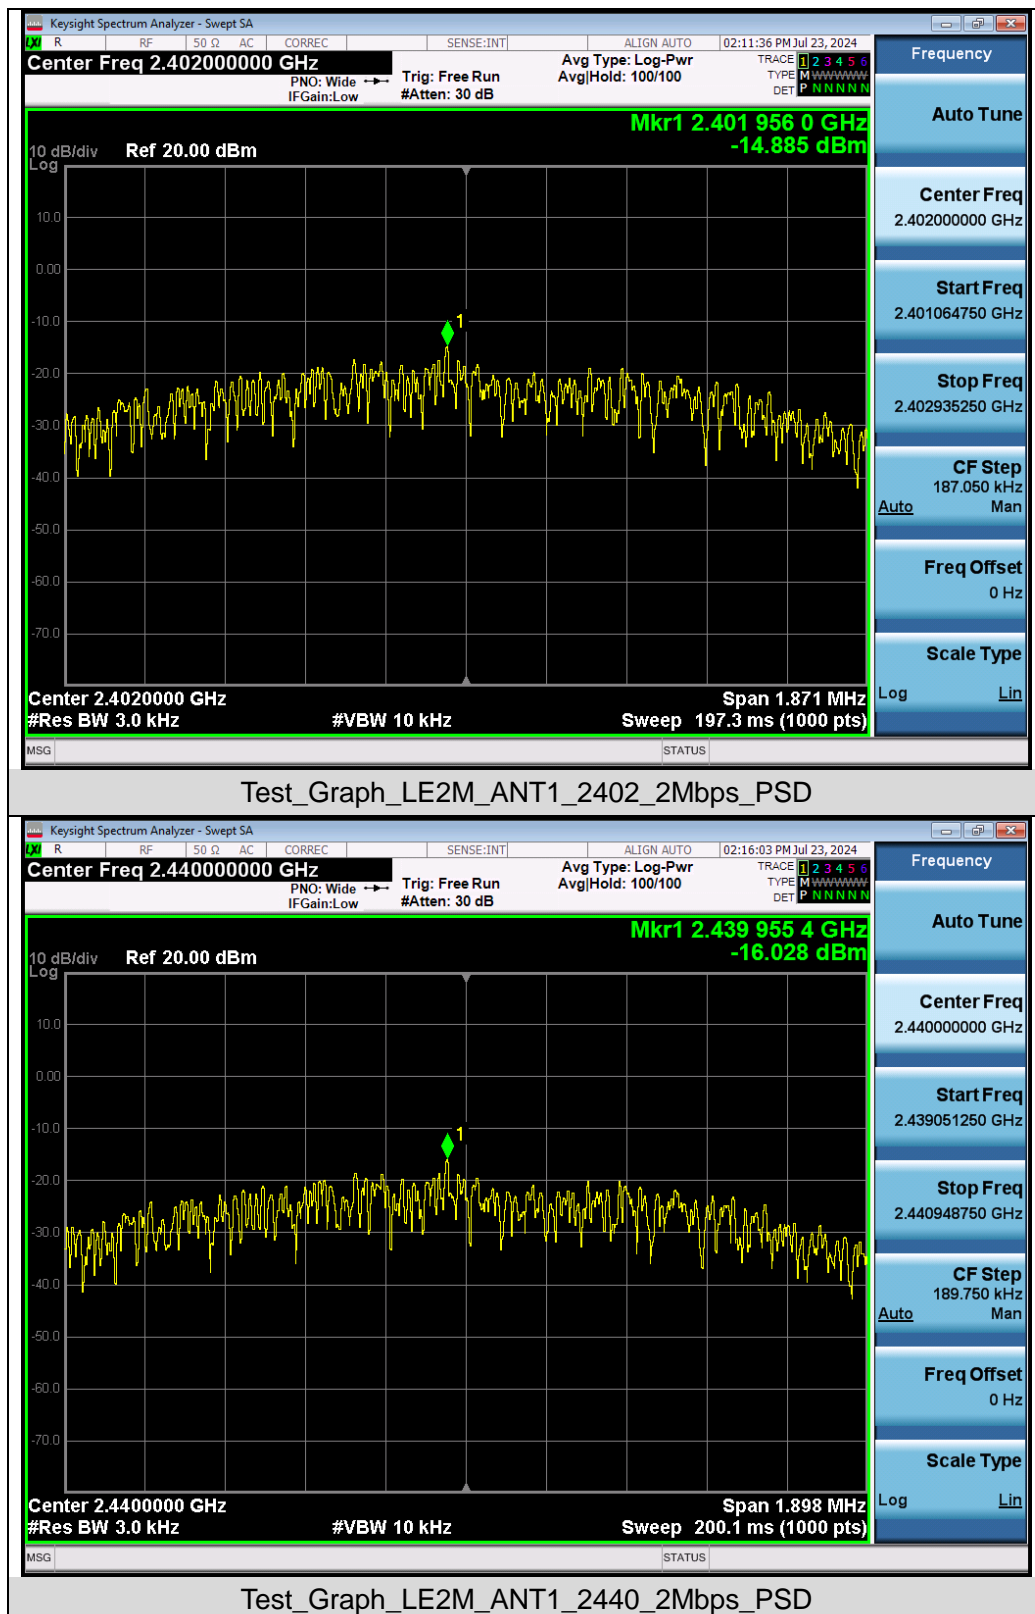 Keysight Spectrum Analyzer - Swept SA
LXI R RF 50 Ω AC CORREC SENSE:INT ALIGN AUTO 02:11:36 PM Jul 23, 2024
Center Freq 2.402000000 GHz
PNO: Wide
IFGain:Low
Trig: Free Run
#Atten: 30 dB
Avg Type: Log-Pwr
Avg|Hold: 100/100
TRACE 1 2 3 4 5 6
TYPE M WWWWW
DET P N N N N N
Mkr1 2.401 956 0 GHz
-14.885 dBm
10 dB/div Ref 20.00 dBm
Log
10.0
0.00
-10.0
1
-20.0
-30.0
-40.0
-50.0
-60.0
-70.0
Center 2.4020000 GHz Span 1.871 MHz
#Res BW 3.0 kHz #VBW 10 kHz Sweep 197.3 ms (1000 pts)
MSG STATUS
Frequency
Auto Tune
Center Freq
2.402000000 GHz
Start Freq
2.401064750 GHz
Stop Freq
2.402935250 GHz
CF Step
187.050 kHz
Auto Man
Freq Offset
0 Hz
Scale Type
Log Lin
Test_Graph_LE2M_ANT1_2402_2Mbps_PSD
Keysight Spectrum Analyzer - Swept SA
LXI R RF 50 Ω AC CORREC SENSE:INT ALIGN AUTO 02:16:03 PM Jul 23, 2024
Center Freq 2.440000000 GHz
PNO: Wide
IFGain:Low
Trig: Free Run
#Atten: 30 dB
Avg Type: Log-Pwr
Avg|Hold: 100/100
TRACE 1 2 3 4 5 6
TYPE M WWWWW
DET P N N N N N
Mkr1 2.439 955 4 GHz
-16.028 dBm
10 dB/div Ref 20.00 dBm
Log
10.0
0.00
-10.0
1
-20.0
-30.0
-40.0
-50.0
-60.0
-70.0
Center 2.4400000 GHz Span 1.898 MHz
#Res BW 3.0 kHz #VBW 10 kHz Sweep 200.1 ms (1000 pts)
MSG STATUS
Frequency
Auto Tune
Center Freq
2.440000000 GHz
Start Freq
2.439051250 GHz
Stop Freq
2.440948750 GHz
CF Step
189.750 kHz
Auto Man
Freq Offset
0 Hz
Scale Type
Log Lin
Test_Graph_LE2M_ANT1_2440_2Mbps_PSD